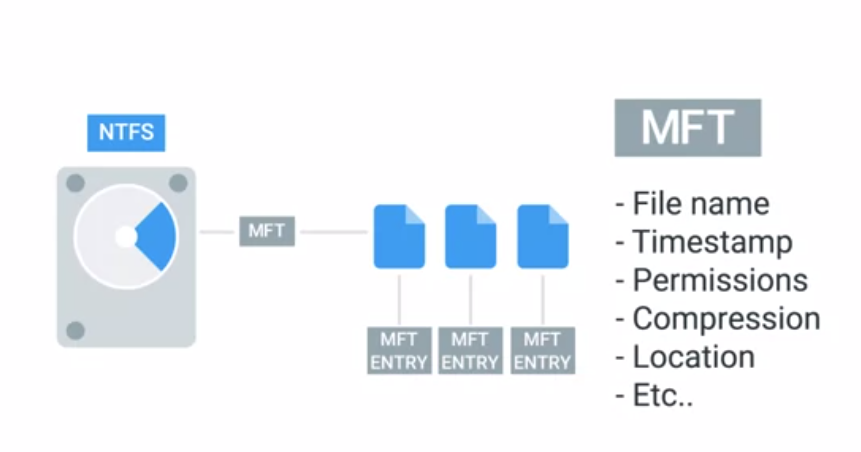 NTFS
MFT
MFT
ENTRY
MFT
ENTRY
MFT
ENTRY
MFT
- File name
- Timestamp
- Permissions
- Compression
- Location
- Etc..